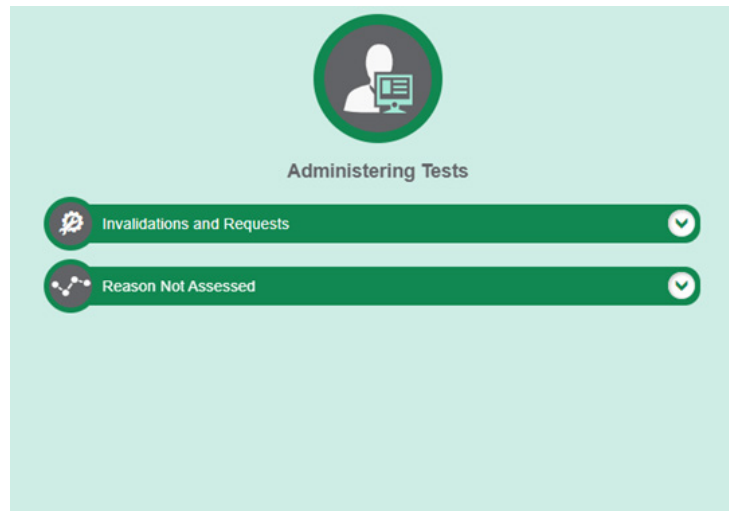 Administering Tests
Invalidations and Requests
Reason Not Assessed